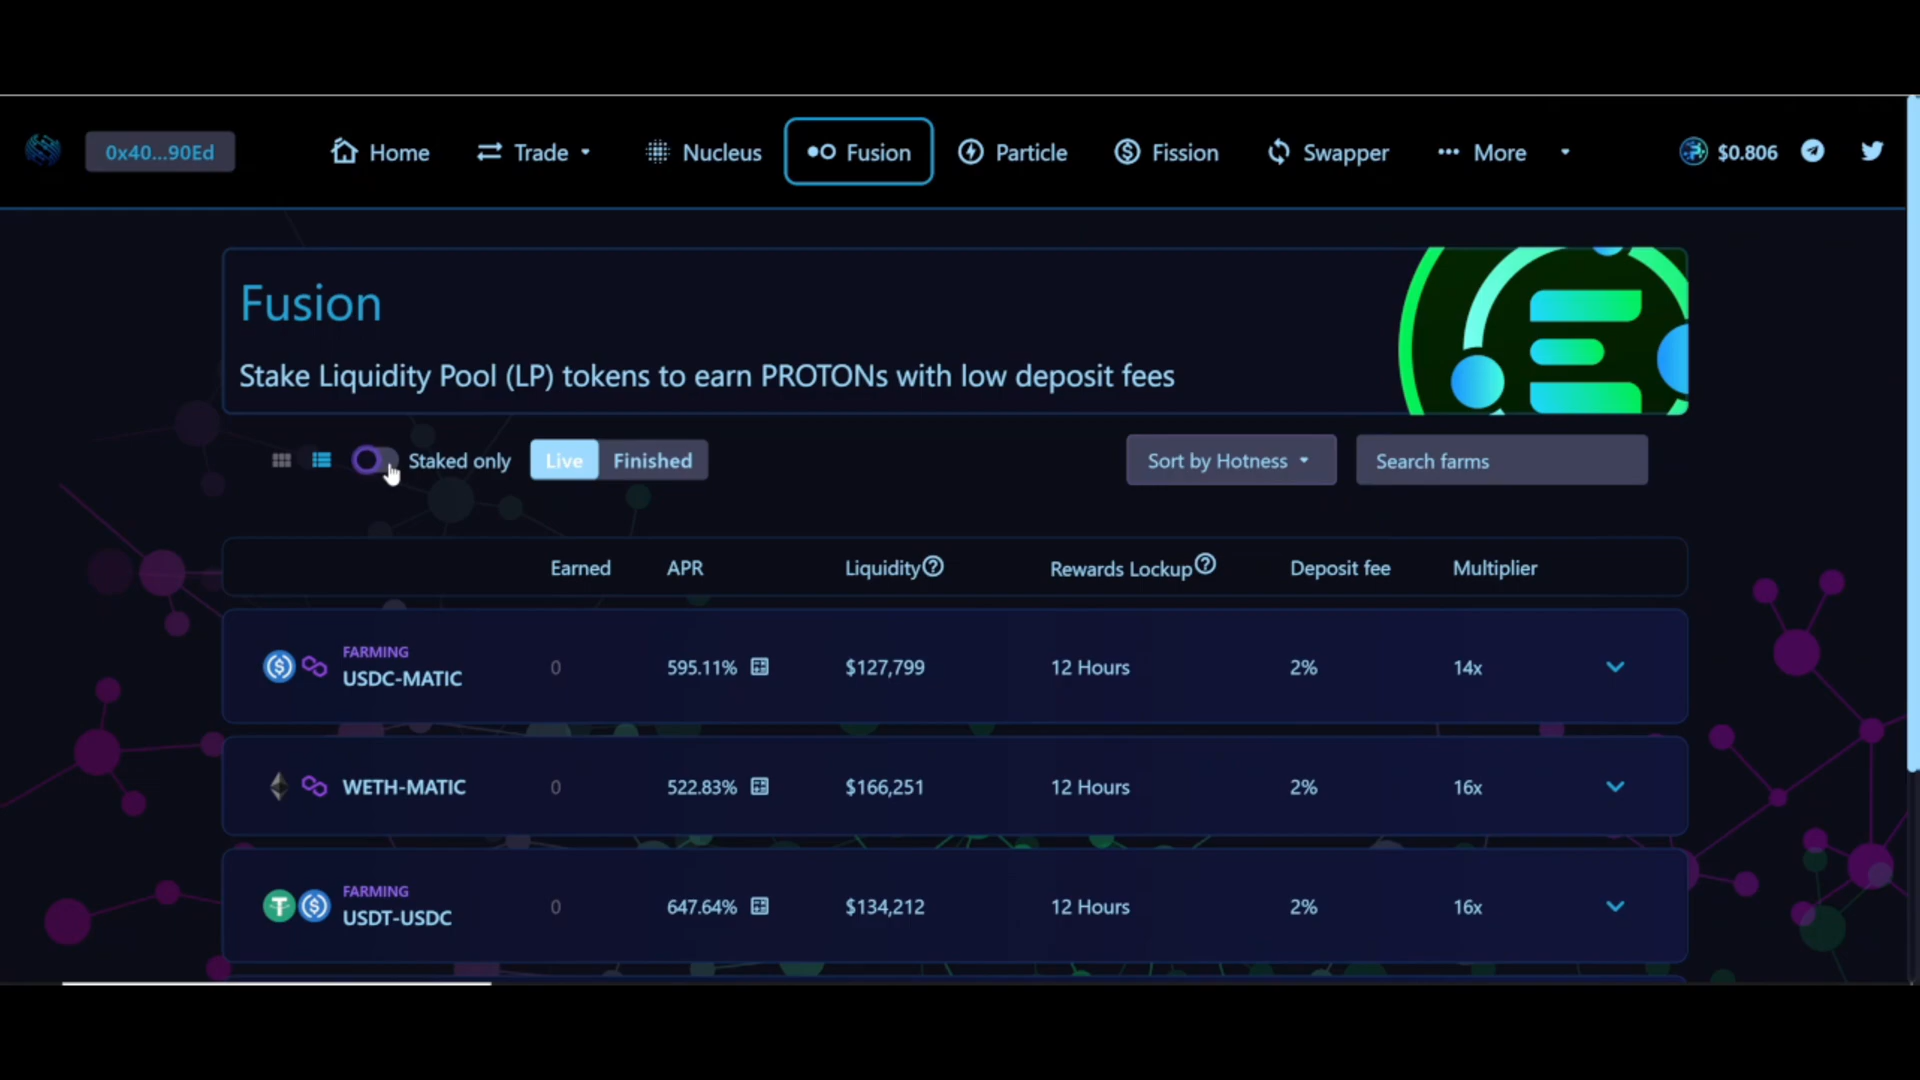 0x40...90Ed Home Trade Nucleus Fusion Particle Fission Swapper More $0.806
Fusion
Stake Liquidity Pool (LP) tokens to earn PROTONs with low deposit fees
Staked only Live Finished Sort by Hotness Search farms
Earned APR Liquidity Rewards Lockup Deposit fee Multiplier
FARMING
USDC-MATIC 0 595.11% $127,799 12 Hours 2% 14x
WETH-MATIC 0 522.83% $166,251 12 Hours 2% 16x
FARMING
USDT-USDC 0 647.64% $134,212 12 Hours 2% 16x